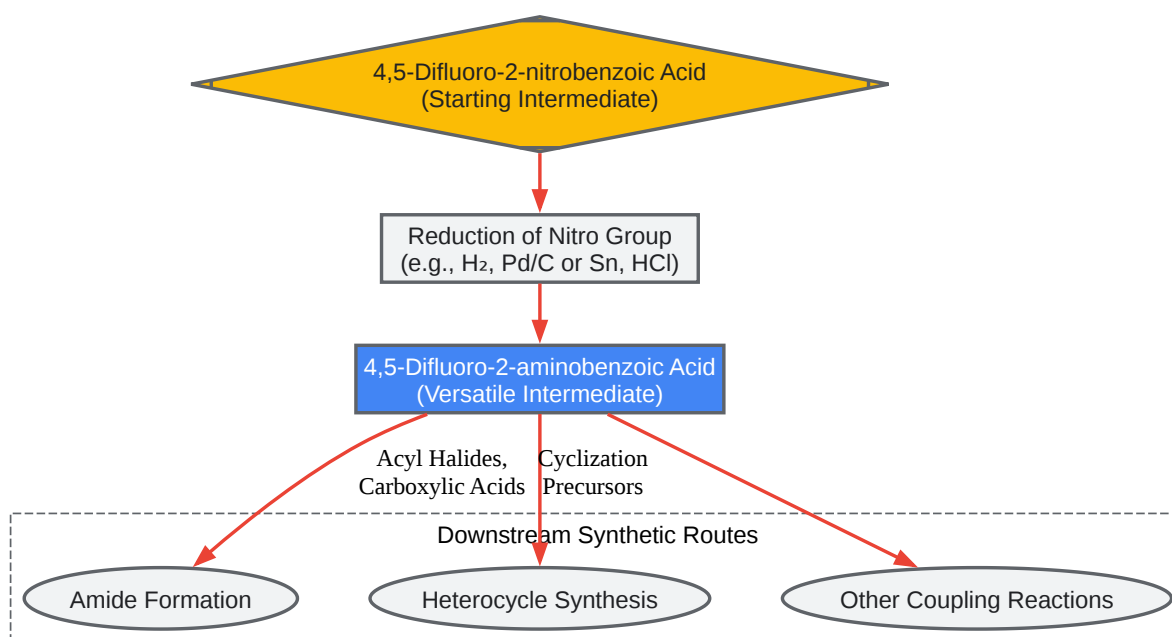 4,5-Difluoro-2-nitrobenzoic Acid
(Starting Intermediate)
Reduction of Nitro Group
(e.g., H₂, Pd/C or Sn, HCl)
4,5-Difluoro-2-aminobenzoic Acid
(Versatile Intermediate)
Acyl Halides,
Carboxylic Acids
Cyclization
Precursors
Downstream Synthetic Routes
Amide Formation
Heterocycle Synthesis
Other Coupling Reactions